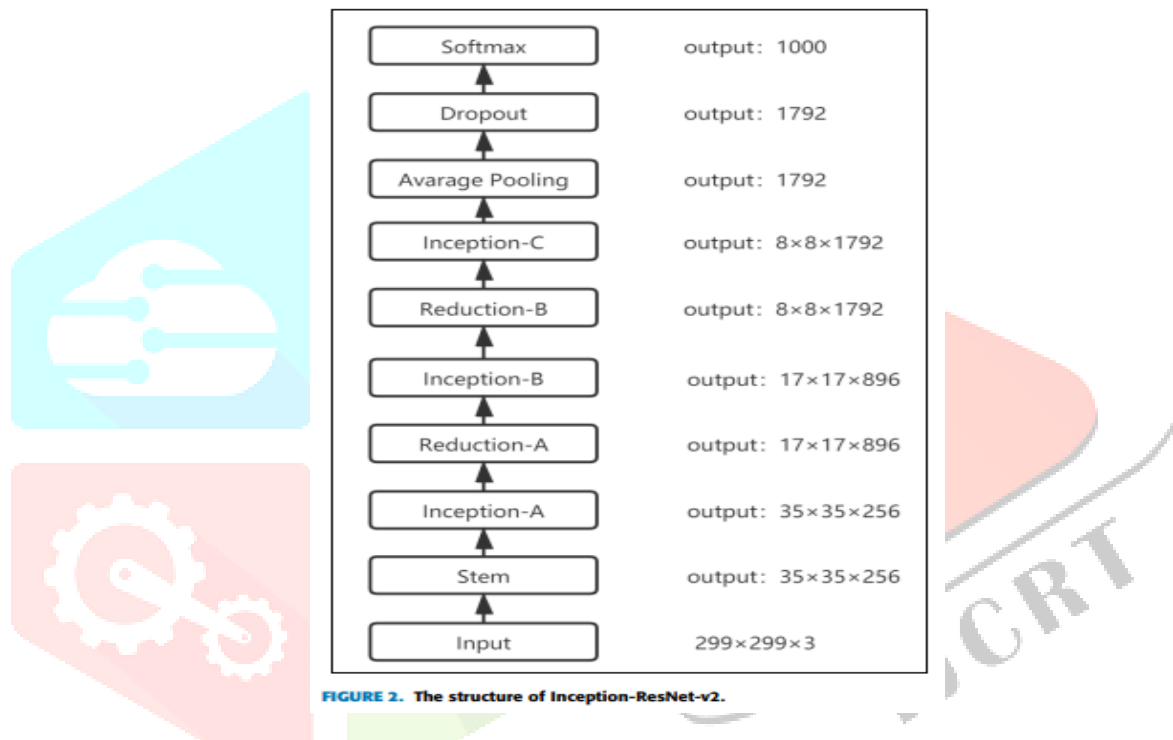 Softmax output: 1000
Dropout output: 1792
Avarage Pooling output: 1792
Inception-C output: 8×8×1792
Reduction-B output: 8×8×1792
Inception-B output: 17×17×896
Reduction-A output: 17×17×896
Inception-A output: 35×35×256
Stem output: 35×35×256
Input 299×299×3
FIGURE 2. The structure of Inception-ResNet-v2.
CRT